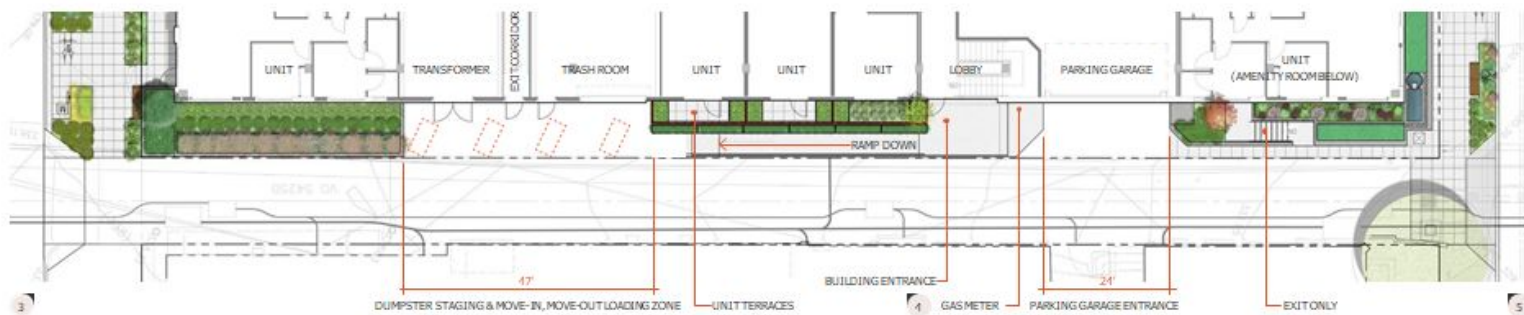 UNIT
TRANSFORMER
EXIT CORRIDOR
TRASH ROOM
UNIT
UNIT
UNIT
LOBBY
PARKING GARAGE
UNIT
(AMENITY ROOM BELOW)
RAMP DOWN
BUILDING ENTRANCE
47'
24'
3
DUMPSTER STAGING & MOVE-IN, MOVE-OUT LOADING ZONE
UNIT TERRACES
4
GAS METER
PARKING GARAGE ENTRANCE
EXIT ONLY
5